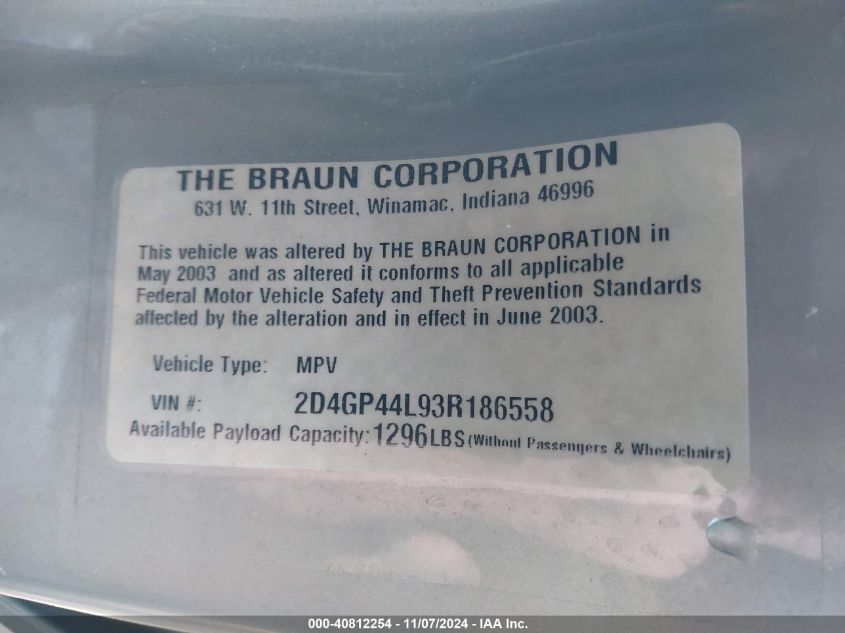 THE BRAUN CORPORATION
631 W. 11th Street, Winamac, Indiana 46996
This vehicle was altered by THE BRAUN CORPORATION in
May 2003 and as altered it conforms to all applicable
Federal Motor Vehicle Safety and Theft Prevention Standards
affected by the alteration and in effect in June 2003.
Vehicle Type: MPV
VIN #: 2D4GP44L93R186558
Available Payload Capacity: 1296LBS (Without Passengers & Wheelchairs)
000-40812254 - 11/07/2024 - IAA Inc.